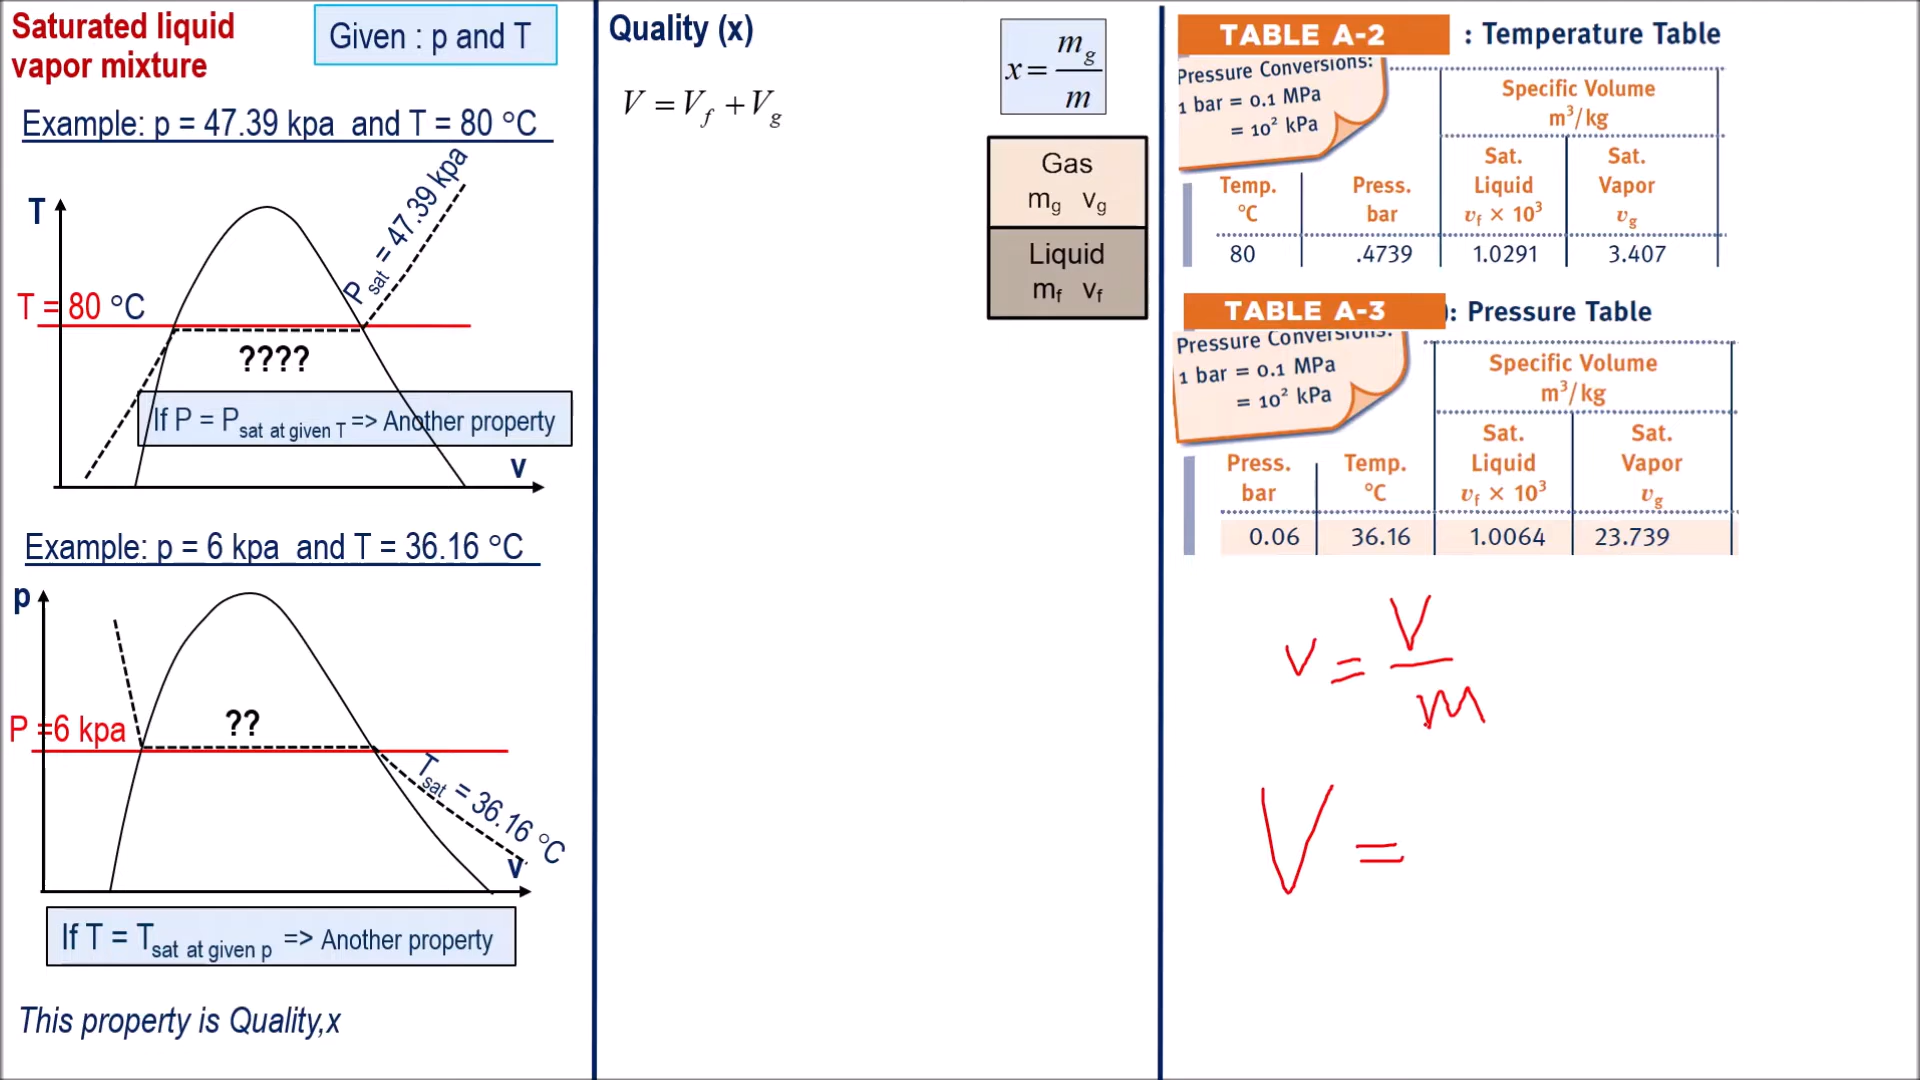 Saturated liquid
vapor mixture
Given : p and T
Example: p = 47.39 kpa and T = 80 °C
T
P sat = 47.39 kpa
T = 80 °C
????
If P = Psat at given T => Another property
v
Example: p = 6 kpa and T = 36.16 °C
p
??
P =6 kpa
Tsat = 36.16 °C
v
If T = Tsat at given p => Another property
This property is Quality,x
Quality (x)
x = mg / m
V = Vf + Vg
Gas
mg vg
Liquid
mf vf
TABLE A-2 : Temperature Table
Pressure Conversions:
1 bar = 0.1 MPa
= 10² kPa
Specific Volume
m³/kg
Temp. °C
Press. bar
Sat. Liquid vf × 10³
Sat. Vapor vg
80 .4739 1.0291 3.407
TABLE A-3 ): Pressure Table
Pressure Conversions:
1 bar = 0.1 MPa
= 10² kPa
Specific Volume
m³/kg
Press. bar
Temp. °C
Sat. Liquid vf × 10³
Sat. Vapor vg
0.06 36.16 1.0064 23.739
v = V / m
V =